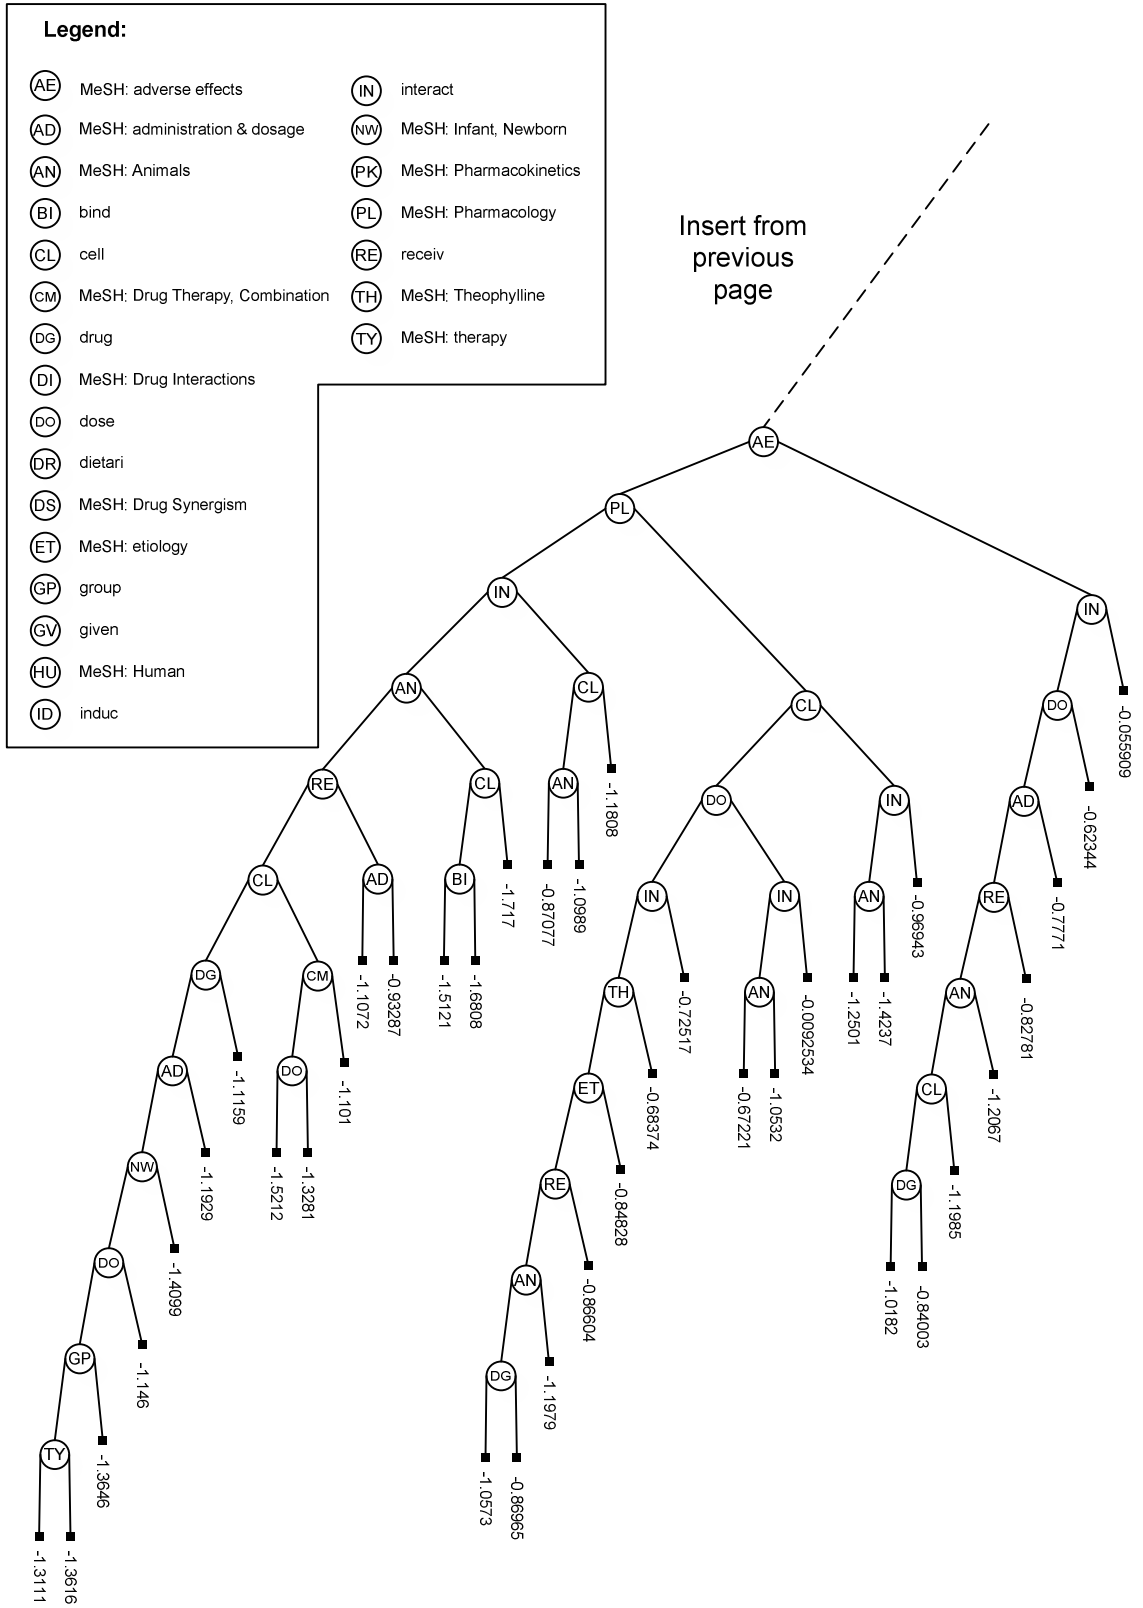 Legend:
AE MeSH: adverse effects
AD MeSH: administration & dosage
AN MeSH: Animals
BI bind
CL cell
CM MeSH: Drug Therapy, Combination
DG drug
DI MeSH: Drug Interactions
DO dose
DR dietari
DS MeSH: Drug Synergism
ET MeSH: etiology
GP group
GV given
HU MeSH: Human
ID induc
IN interact
NW MeSH: Infant, Newborn
PK MeSH: Pharmacokinetics
PL MeSH: Pharmacology
RE receiv
TH MeSH: Theophylline
TY MeSH: therapy
Insert from
previous
page
AE
PL
IN
IN
AN
CL
CL
DO
-0.055909
RE
CL
AN
-1.1808
DO
IN
AD
-0.62344
CL
AD
BI
-1.717
-0.87077
-1.0989
IN
IN
AN
-0.96943
RE
-0.7771
DG
CM
-1.1072
-0.93287
-1.5121
-1.6808
TH
-0.72517
AN
-0.0092534
-1.2501
-1.4237
AN
-0.82781
AD
-1.1159
DO
-1.101
ET
-0.68374
-0.67221
-1.0532
CL
-1.2067
NW
-1.1929
-1.5212
-1.3281
RE
-0.84828
DG
-1.1985
DO
-1.4099
AN
-0.86604
-1.0182
-0.84003
GP
-1.146
DG
-1.1979
TY
-1.3646
-1.0573
-0.86965
-1.3111
-1.3616